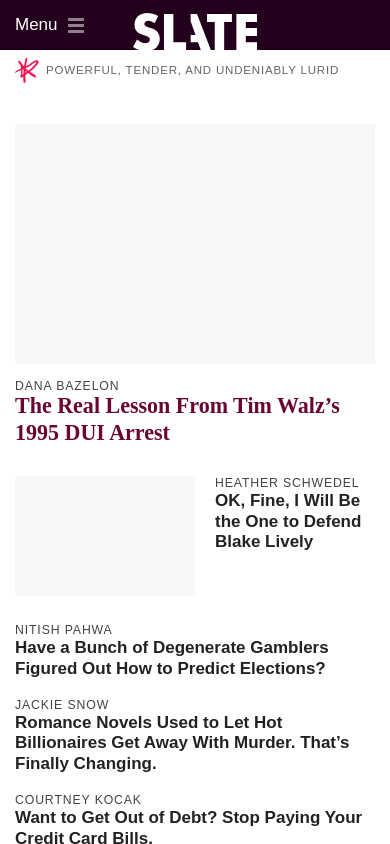 Menu
SLATE
POWERFUL, TENDER, AND UNDENIABLY LURID
DANA BAZELON
The Real Lesson From Tim Walz’s
1995 DUI Arrest
HEATHER SCHWEDEL
OK, Fine, I Will Be
the One to Defend
Blake Lively
NITISH PAHWA
Have a Bunch of Degenerate Gamblers
Figured Out How to Predict Elections?
JACKIE SNOW
Romance Novels Used to Let Hot
Billionaires Get Away With Murder. That’s
Finally Changing.
COURTNEY KOCAK
Want to Get Out of Debt? Stop Paying Your
Credit Card Bills.